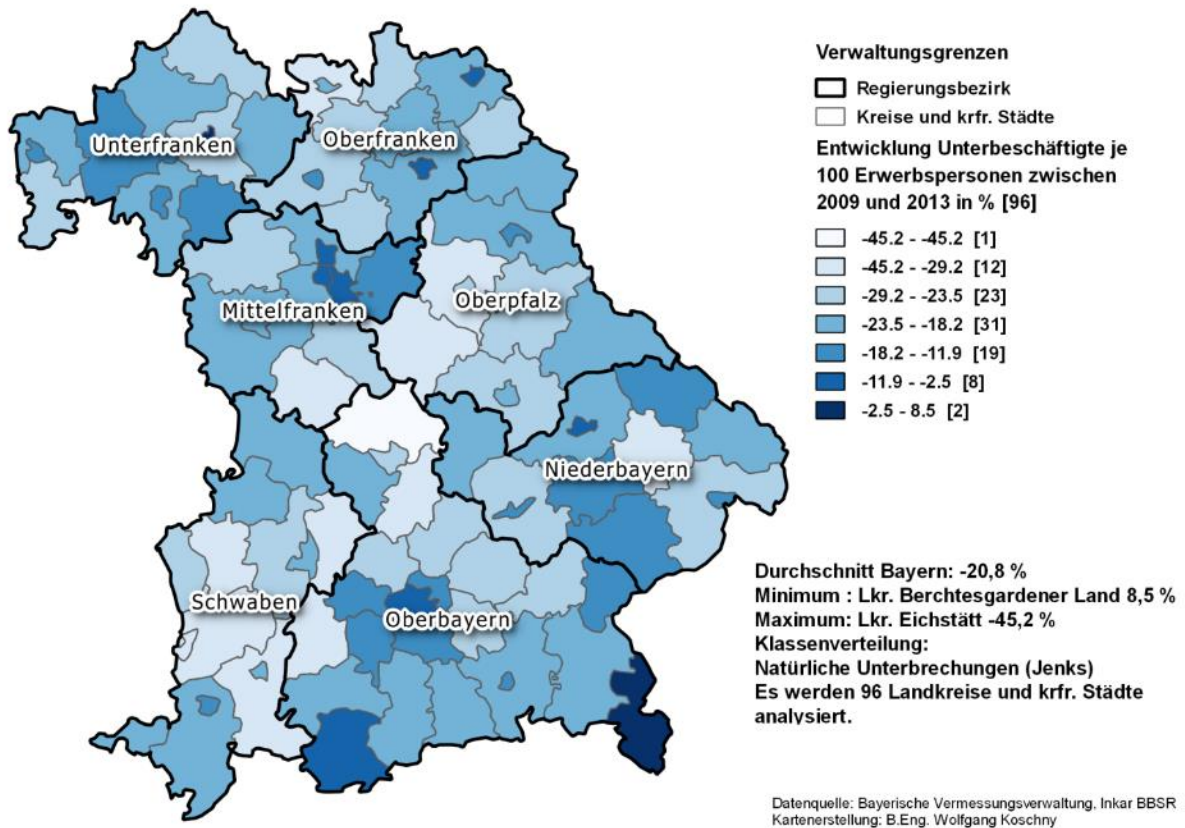 Unterfranken
Oberfranken
Mittelfranken
Oberpfalz
Niederbayern
Schwaben
Oberbayern
Verwaltungsgrenzen
Regierungsbezirk
Kreise und krfr. Städte
Entwicklung Unterbeschäftigte je
100 Erwerbspersonen zwischen
2009 und 2013 in % [96]
-45.2 - -45.2 [1]
-45.2 - -29.2 [12]
-29.2 - -23.5 [23]
-23.5 - -18.2 [31]
-18.2 - -11.9 [19]
-11.9 - -2.5 [8]
-2.5 - 8.5 [2]
Durchschnitt Bayern: -20,8 %
Minimum : Lkr. Berchtesgardener Land 8,5 %
Maximum: Lkr. Eichstätt -45,2 %
Klassenverteilung:
Natürliche Unterbrechungen (Jenks)
Es werden 96 Landkreise und krfr. Städte
analysiert.
Datenquelle: Bayerische Vermessungsverwaltung, Inkar BBSR
Kartenerstellung: B.Eng. Wolfgang Koschny